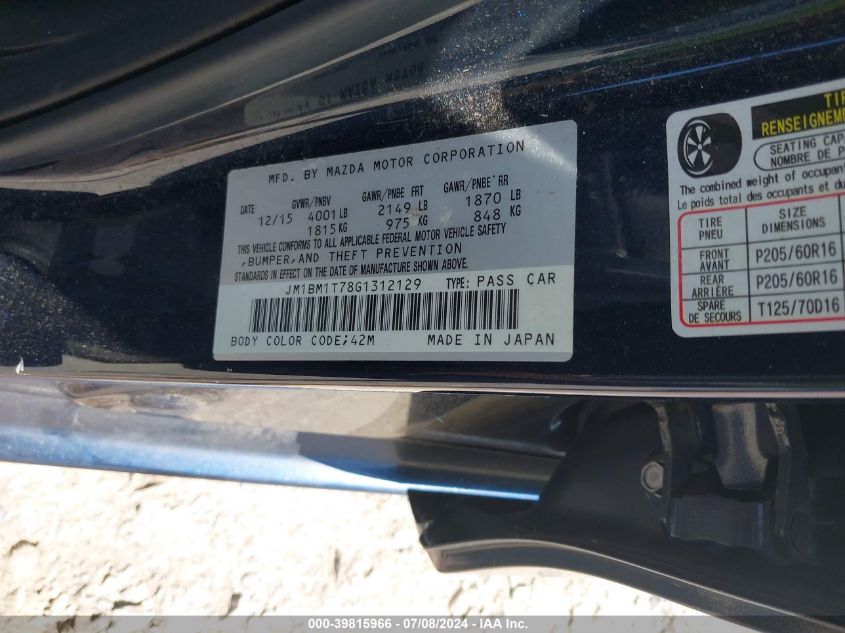 MFD. BY MAZDA MOTOR CORPORATION
DATE GVWR/PNBV GAWR/PNBE FRT GAWR/PNBE RR
12/15 4001 LB 2149 LB 1870 LB
1815 KG 975 KG 848 KG
THIS VEHICLE CONFORMS TO ALL APPLICABLE FEDERAL MOTOR VEHICLE SAFETY
,BUMPER,AND THEFT PREVENTION
STANDARDS IN EFFECT ON THE DATE OF MANUFACTURE SHOWN ABOVE.
JM1BM1T78G1312129 TYPE: PASS CAR
BODY COLOR CODE;42M MADE IN JAPAN
TI
RENSEIGNEM
SEATING CAP
NOMBRE DE P
The combined weight of occupants
Le poids total des occupants et du
TIRE PNEU SIZE DIMENSIONS
FRONT AVANT P205/60R16
REAR ARRIÈRE P205/60R16
SPARE DE SECOURS T125/70D16
000-39815966 - 07/08/2024 - IAAI Inc.